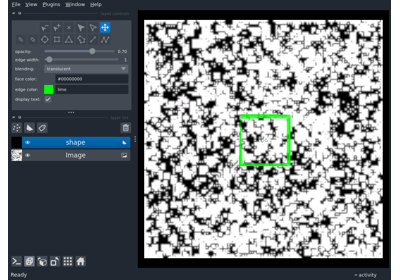 File View Plugins Window Help
opacity: 0.70
edge width: 1
blending: translucent
face color: #00000000
edge color: lime
display text:
shape
Image
Ready
activity